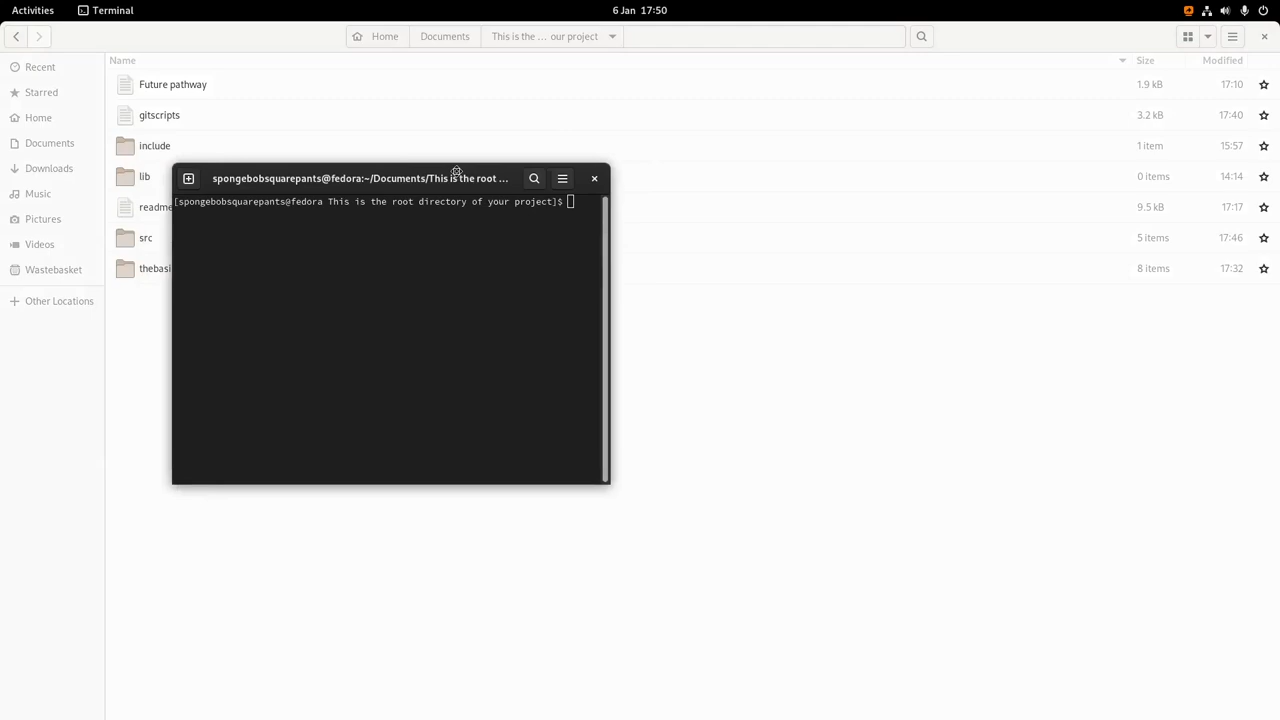 Activities
Terminal
6 Jan 17:50
Home
Documents
This is the ... our project
Name
Size
Modified
Recent
Starred
Home
Documents
Downloads
Music
Pictures
Videos
Wastebasket
Other Locations
Future pathway 1.9 kB 17:10
gitscripts 3.2 kB 17:40
include 1 item 15:57
lib 0 items 14:14
readme 9.5 kB 17:17
src 5 items 17:46
thebasi 8 items 17:32
spongebobsquarepants@fedora:~/Documents/This is the root ...
[spongebobsquarepants@fedora This is the root directory of your project]$